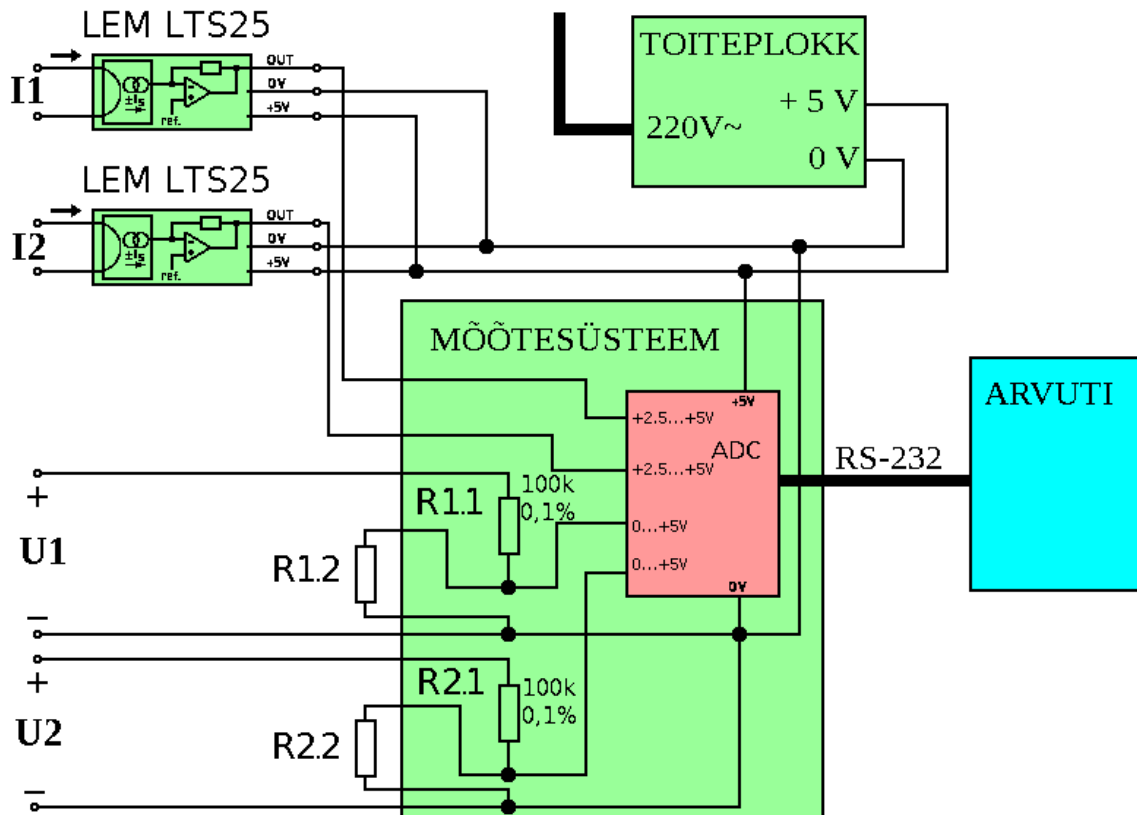 LEM LTS25
I1
±Is
ref.
OUT
0V
+5V
TOITEPLOKK
220V~
+ 5 V
0 V
LEM LTS25
I2
±Is
ref.
OUT
0V
+5V
MÕÕTESÜSTEEM
+5V
ADC
+2.5...+5V
+2.5...+5V
0...+5V
0...+5V
0V
RS-232
ARVUTI
+
U1
−
R1.1
100k
0,1%
R1.2
+
U2
−
R2.1
100k
0,1%
R2.2